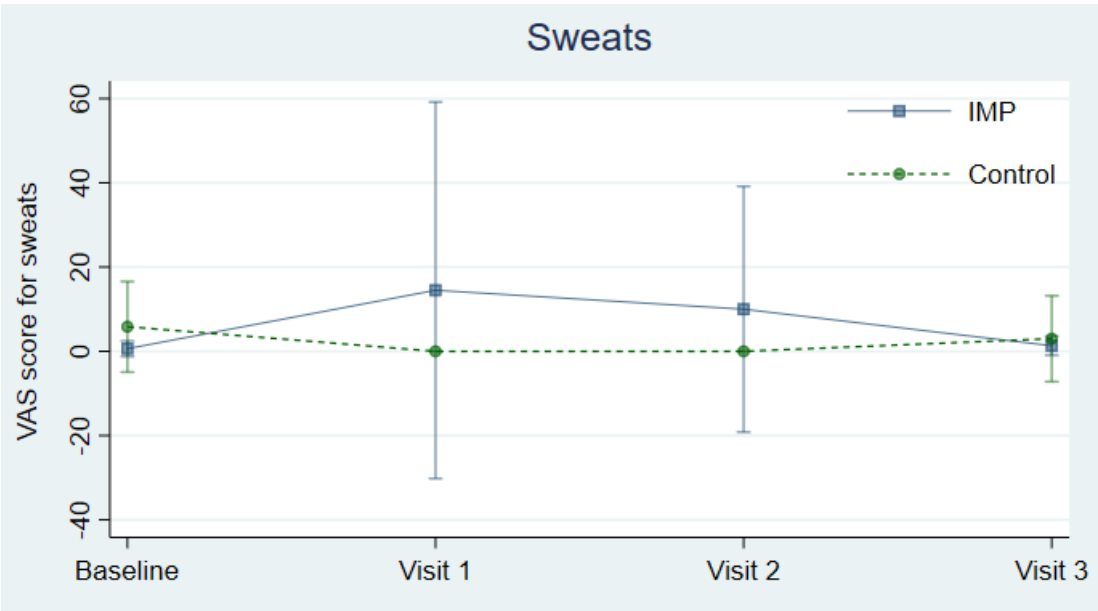 Sweats
VAS score for sweats
60
40
20
0
-20
-40
IMP
Control
Baseline
Visit 1
Visit 2
Visit 3